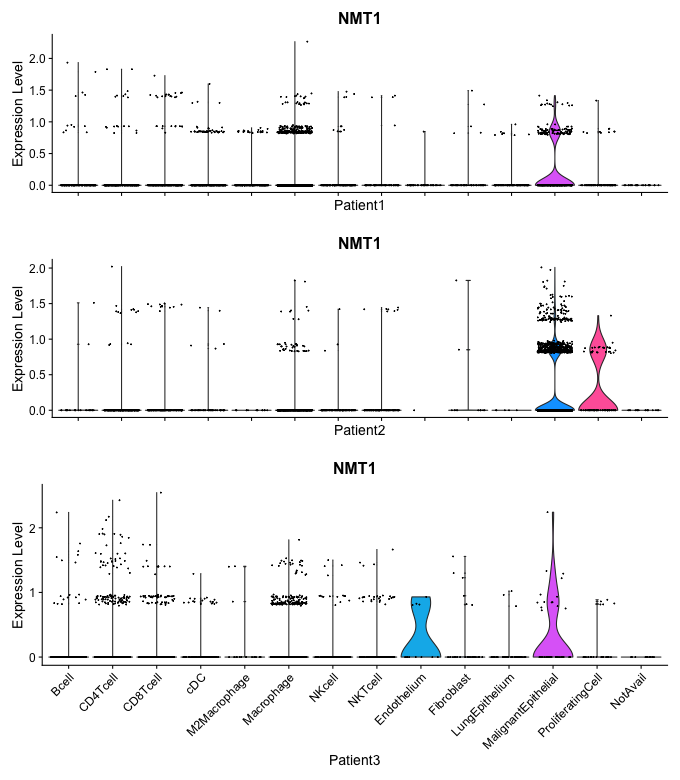 NMT1
Expression Level
2.0
1.5
1.0
0.5
0.0
Patient1
NMT1
Expression Level
2.0
1.5
1.0
0.5
0.0
Patient2
NMT1
Expression Level
2
1
0
Bcell
CD4Tcell
CD8Tcell
cDC
M2Macrophage
Macrophage
NKcell
NKTcell
Endothelium
Fibroblast
LungEpithelium
MalignantEpithelial
ProliferatingCell
NotAvail
Patient3